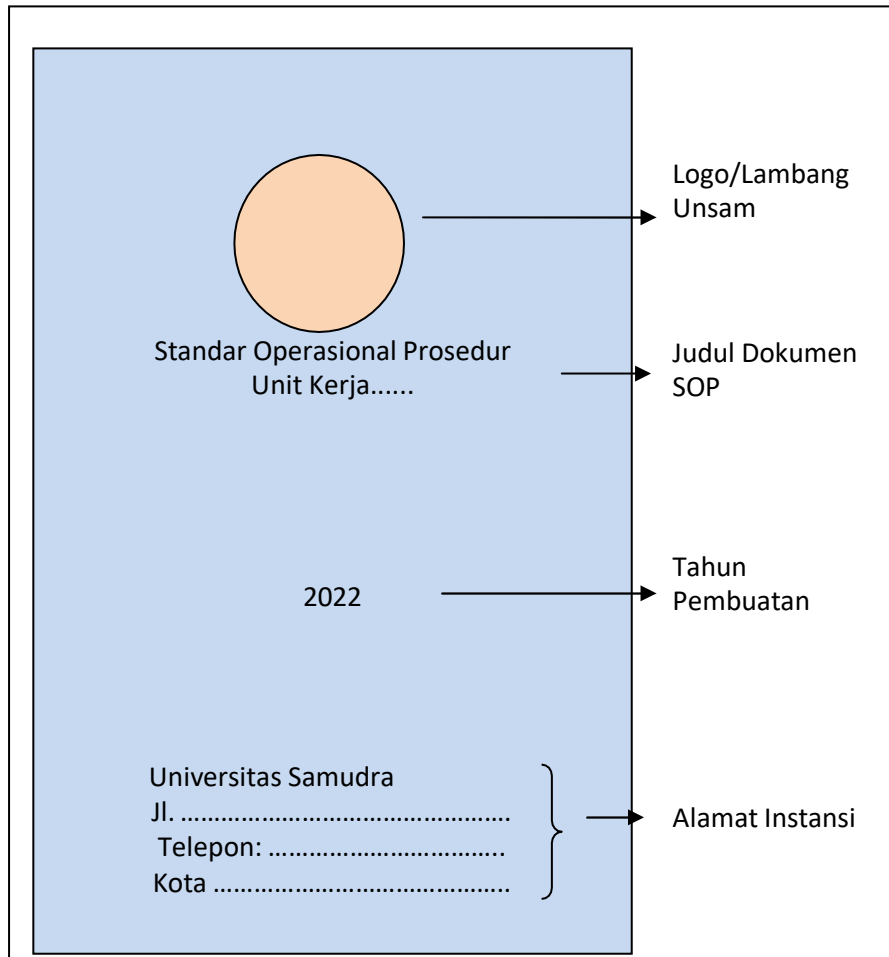 Logo/Lambang
Unsam
Standar Operasional Prosedur
Unit Kerja......
Judul Dokumen
SOP
2022
Tahun
Pembuatan
Universitas Samudra
Jl. ……………………………………………….
Telepon: ………………………………..
Kota …………………………………………..
Alamat Instansi